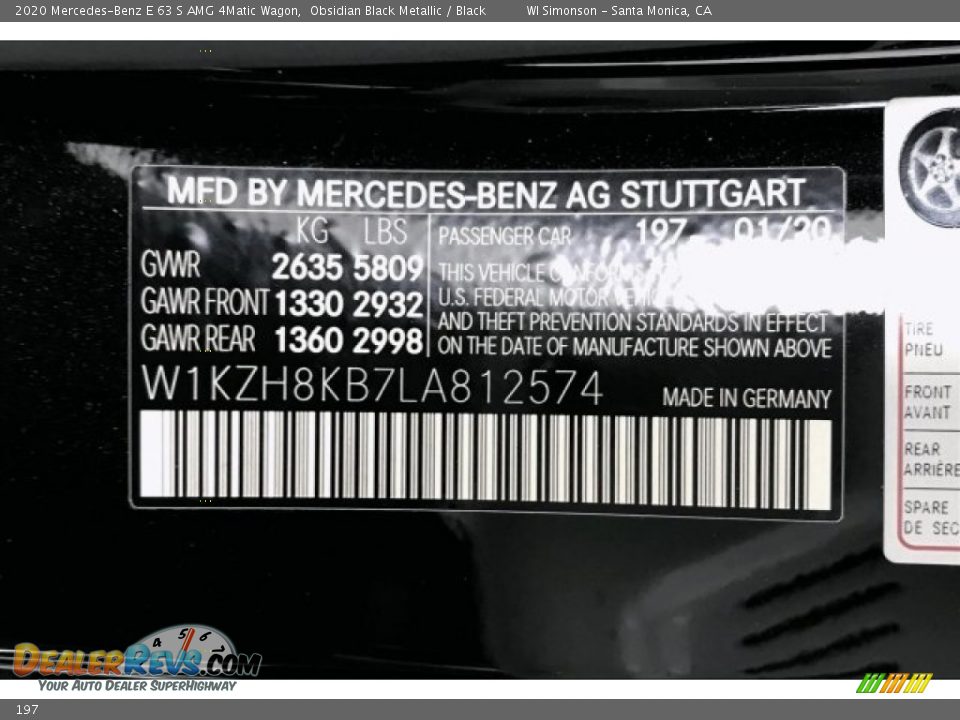 2020 Mercedes-Benz E 63 S AMG 4Matic Wagon, Obsidian Black Metallic / Black WI Simonson - Santa Monica, CA
MFD BY MERCEDES-BENZ AG STUTTGART
KG LBS
GVWR 2635 5809
GAWR FRONT 1330 2932
GAWR REAR 1360 2998
PASSENGER CAR 197 01/20
THIS VEHICLE CONFORMS
U.S. FEDERAL MOTOR VEHICLE
AND THEFT PREVENTION STANDARDS IN EFFECT
ON THE DATE OF MANUFACTURE SHOWN ABOVE
W1KZH8KB7LA812574
MADE IN GERMANY
TIRE
PNEU
FRONT
AVANT
REAR
ARRIÈRE
SPARE
DE SEC
4 5 6
DEALERREVS.COM
YOUR AUTO DEALER SUPERHIGHWAY
197